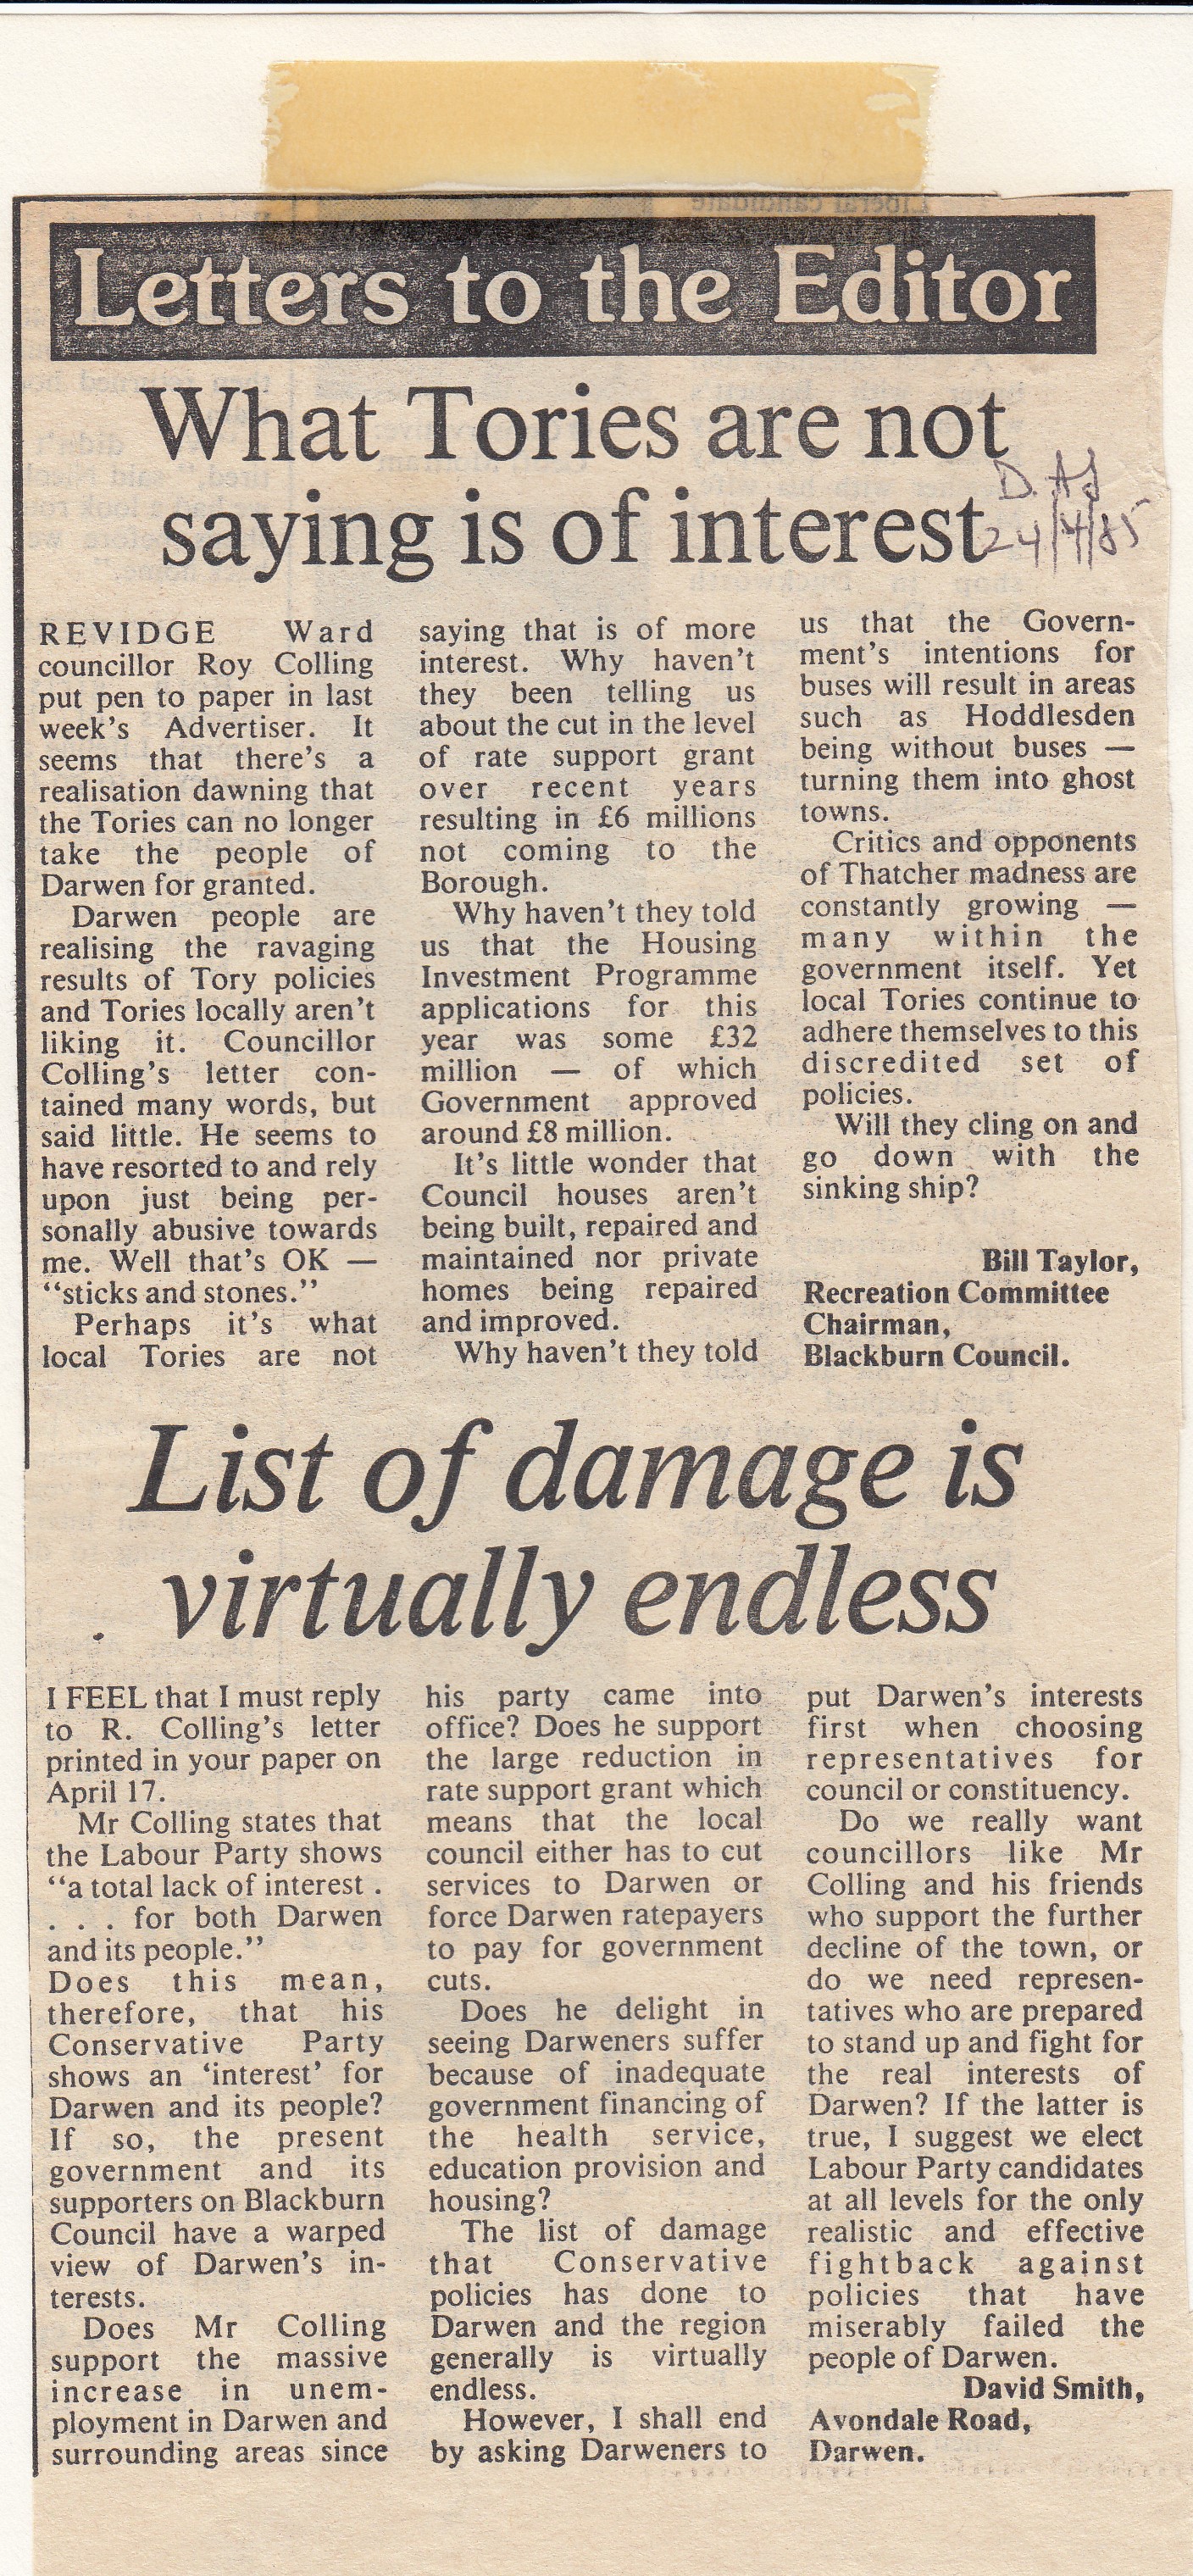 Letters to the Editor
What Tories are not
saying is of interest
D. AJ
24/4/85
REVIDGE Ward
councillor Roy Colling
put pen to paper in last
week's Advertiser. It
seems that there's a
realisation dawning that
the Tories can no longer
take the people of
Darwen for granted.
Darwen people are
realising the ravaging
results of Tory policies
and Tories locally aren't
liking it. Councillor
Colling's letter con-
tained many words, but
said little. He seems to
have resorted to and rely
upon just being per-
sonally abusive towards
me. Well that's OK —
“sticks and stones.”
Perhaps it's what
local Tories are not
saying that is of more
interest. Why haven't
they been telling us
about the cut in the level
of rate support grant
over recent years
resulting in £6 millions
not coming to the
Borough.
Why haven't they told
us that the Housing
Investment Programme
applications for this
year was some £32
million — of which
Government approved
around £8 million.
It's little wonder that
Council houses aren't
being built, repaired and
maintained nor private
homes being repaired
and improved.
Why haven't they told
us that the Govern-
ment's intentions for
buses will result in areas
such as Hoddlesden
being without buses —
turning them into ghost
towns.
Critics and opponents
of Thatcher madness are
constantly growing —
many within the
government itself. Yet
local Tories continue to
adhere themselves to this
discredited set of
policies.
Will they cling on and
go down with the
sinking ship?
Bill Taylor,
Recreation Committee
Chairman,
Blackburn Council.
List of damage is
virtually endless
I FEEL that I must reply
to R. Colling's letter
printed in your paper on
April 17.
Mr Colling states that
the Labour Party shows
“a total lack of interest .
. . . for both Darwen
and its people.”
Does this mean,
therefore, that his
Conservative Party
shows an ‘interest’ for
Darwen and its people?
If so, the present
government and its
supporters on Blackburn
Council have a warped
view of Darwen's in-
terests.
Does Mr Colling
support the massive
increase in unem-
ployment in Darwen and
surrounding areas since
his party came into
office? Does he support
the large reduction in
rate support grant which
means that the local
council either has to cut
services to Darwen or
force Darwen ratepayers
to pay for government
cuts.
Does he delight in
seeing Darweners suffer
because of inadequate
government financing of
the health service,
education provision and
housing?
The list of damage
that Conservative
policies has done to
Darwen and the region
generally is virtually
endless.
However, I shall end
by asking Darweners to
put Darwen's interests
first when choosing
representatives for
council or constituency.
Do we really want
councillors like Mr
Colling and his friends
who support the further
decline of the town, or
do we need represen-
tatives who are prepared
to stand up and fight for
the real interests of
Darwen? If the latter is
true, I suggest we elect
Labour Party candidates
at all levels for the only
realistic and effective
fightback against
policies that have
miserably failed the
people of Darwen.
David Smith,
Avondale Road,
Darwen.